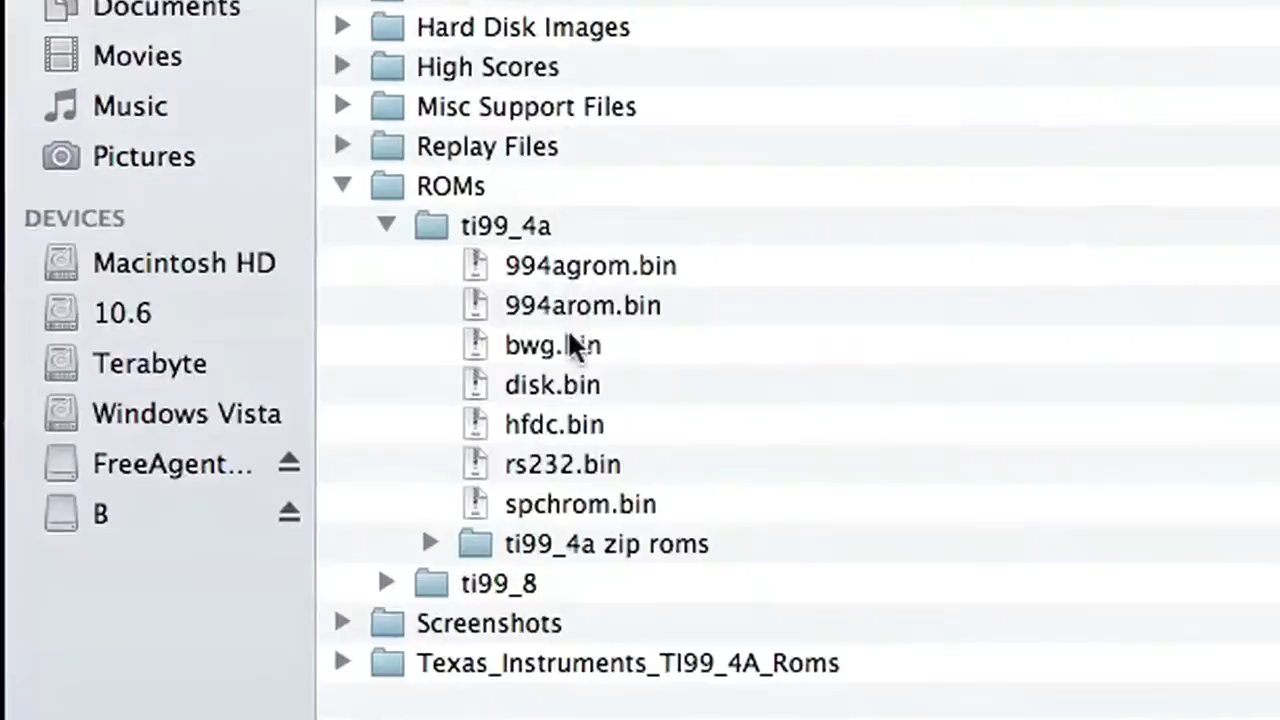 Documents
Movies
Music
Pictures
DEVICES
Macintosh HD
10.6
Terabyte
Windows Vista
FreeAgent...
B
Hard Disk Images
High Scores
Misc Support Files
Replay Files
ROMs
ti99_4a
994agrom.bin
994arom.bin
bwg.bin
disk.bin
hfdc.bin
rs232.bin
spchrom.bin
ti99_4a zip roms
ti99_8
Screenshots
Texas_Instruments_TI99_4A_Roms